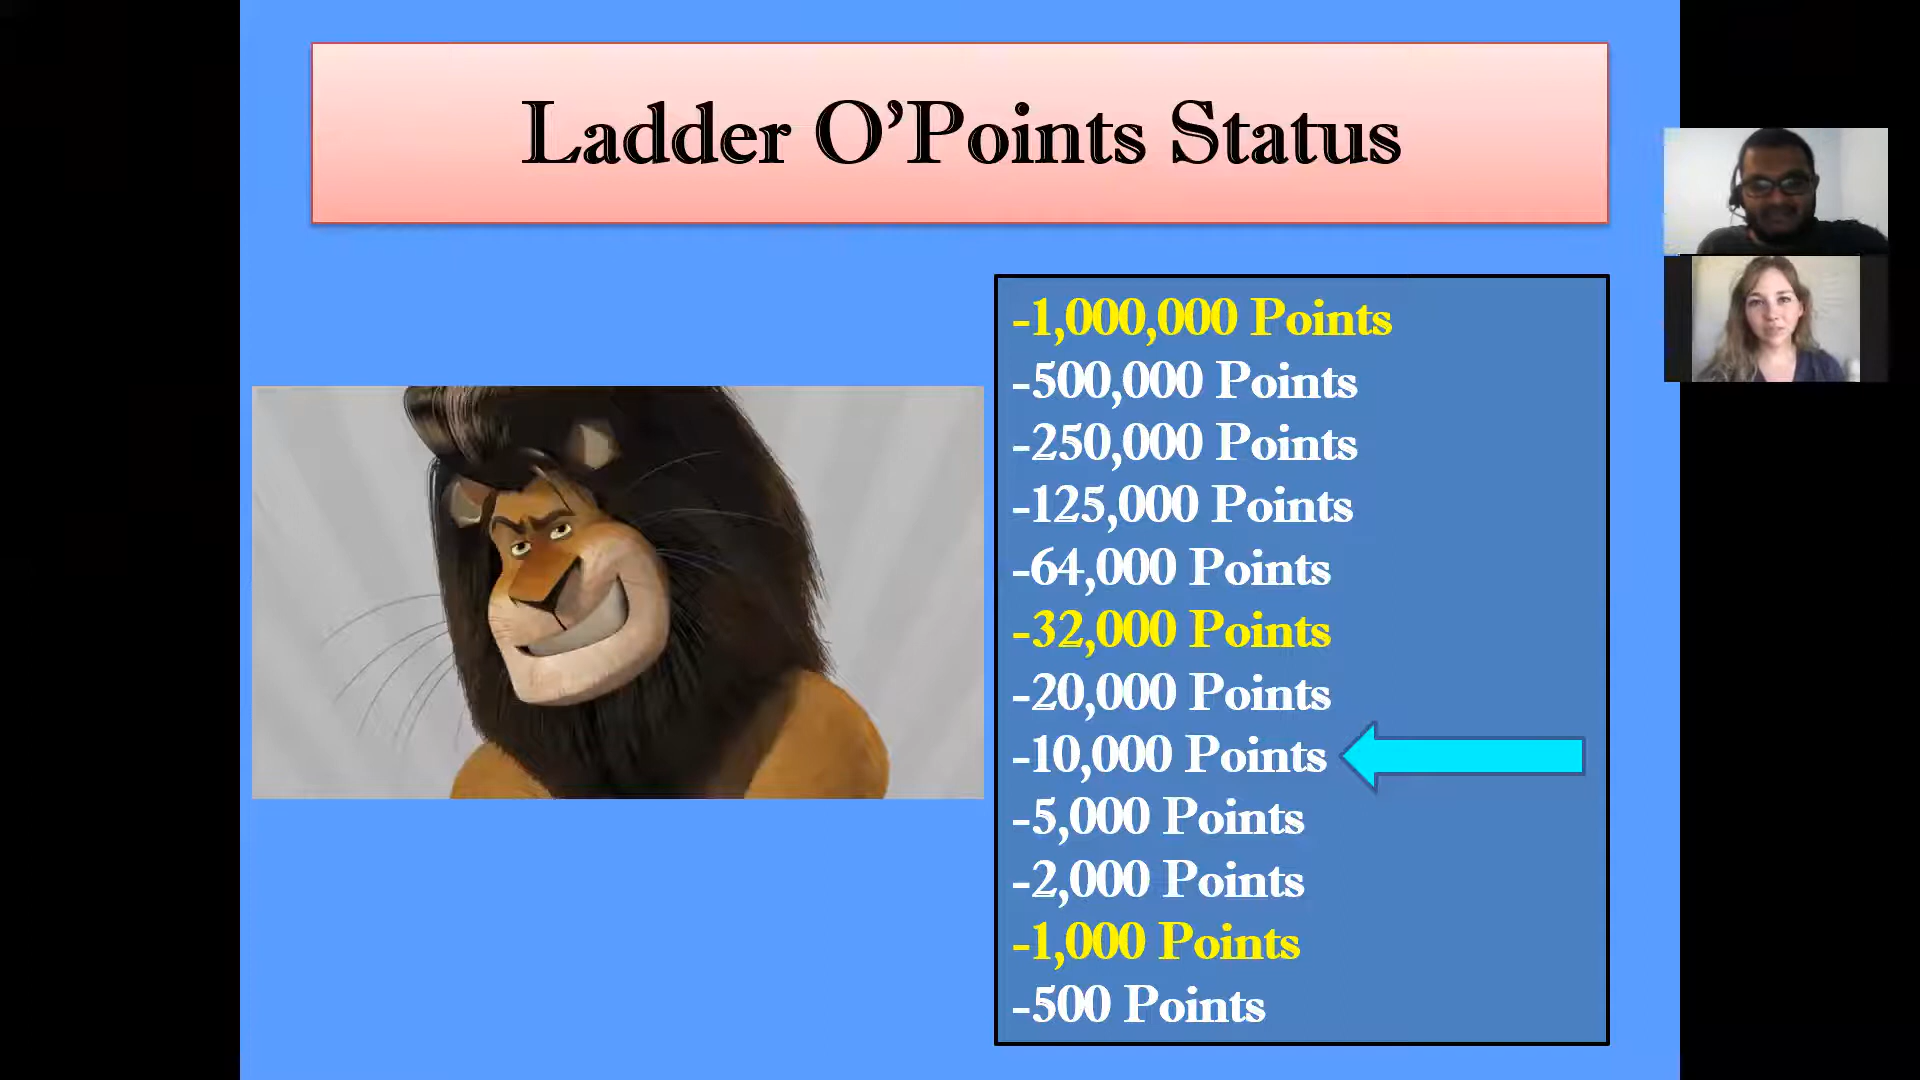 Ladder O’Points Status
-1,000,000 Points
-500,000 Points
-250,000 Points
-125,000 Points
-64,000 Points
-32,000 Points
-20,000 Points
-10,000 Points
-5,000 Points
-2,000 Points
-1,000 Points
-500 Points